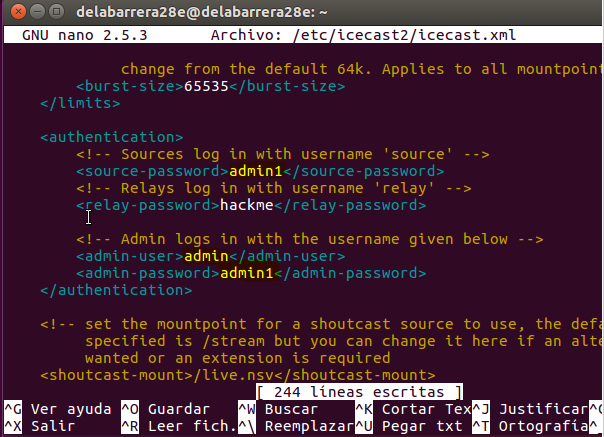 delabarrera28e@delabarrera28e: ~
GNU nano 2.5.3 Archivo: /etc/icecast2/icecast.xml
change from the default 64k. Applies to all mountpoint
<burst-size>65535</burst-size>
</limits>
<authentication>
<!-- Sources log in with username 'source' -->
<source-password>admin1</source-password>
<!-- Relays log in with username 'relay' -->
<relay-password>hackme</relay-password>
<!-- Admin logs in with the username given below -->
<admin-user>admin</admin-user>
<admin-password>admin1</admin-password>
</authentication>
<!-- set the mountpoint for a shoutcast source to use, the defa
specified is /stream but you can change it here if an alte
wanted or an extension is required
<shoutcast-mount>/live.nsv</shoutcast-mount>
[ 244 líneas escritas ]
^G Ver ayuda ^O Guardar ^W Buscar ^K Cortar Tex ^J Justificar ^C
^X Salir ^R Leer fich. ^\ Reemplazar ^U Pegar txt ^T Ortografía ^